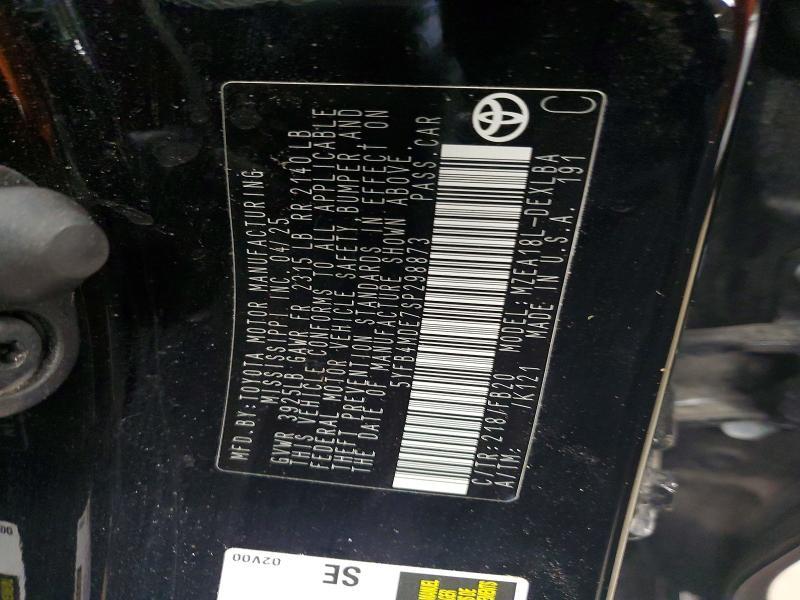 MFD. BY: TOYOTA MOTOR MANUFACTURING
MISSISSIPPI INC. 04/25
GVWR 3925LB GAWR FR 2315 LB RR 2140 LB
THIS VEHICLE CONFORMS TO ALL APPLICABLE
FEDERAL MOTOR VEHICLE SAFETY, BUMPER AND
THEFT PREVENTION STANDARDS IN EFFECT ON
THE DATE OF MANUFACTURE SHOWN ABOVE.
5YFB4MDE7SP298873 PASS. CAR
C/TR: 218/FB20 MODEL: MZEA18L-DEXLBA
A/TM: /K121 MADE IN U.S.A. 191
C
02V00
SE